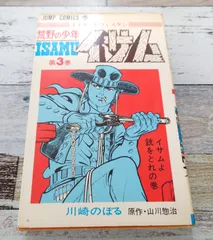 JUMP COMICS
荒野の少年
ISAMU
イサム
第3巻
イサムよ
銃をとれの巻
川崎のぼる
原作・山川惣治